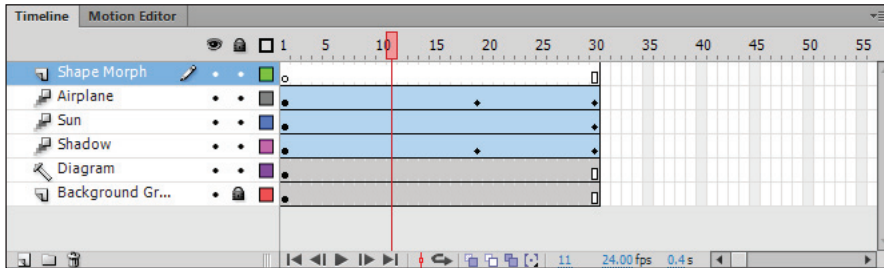 Timeline Motion Editor
1 5 10 15 20 25 30 35 40 45 50 55
Shape Morph
Airplane
Sun
Shadow
Diagram
Background Gr...
11 24.00 fps 0.4 s